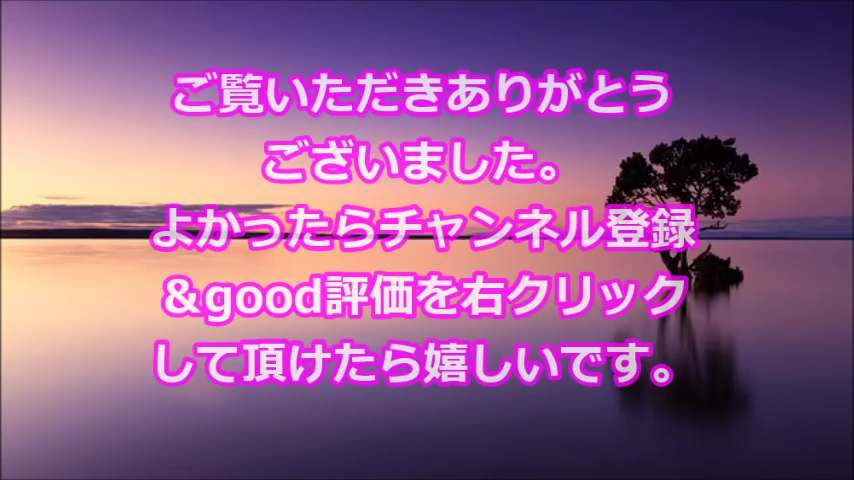 ご覧いただきありがとう
ございました。
よかったらチャンネル登録
＆good評価を右クリック
して頂けたら嬉しいです。